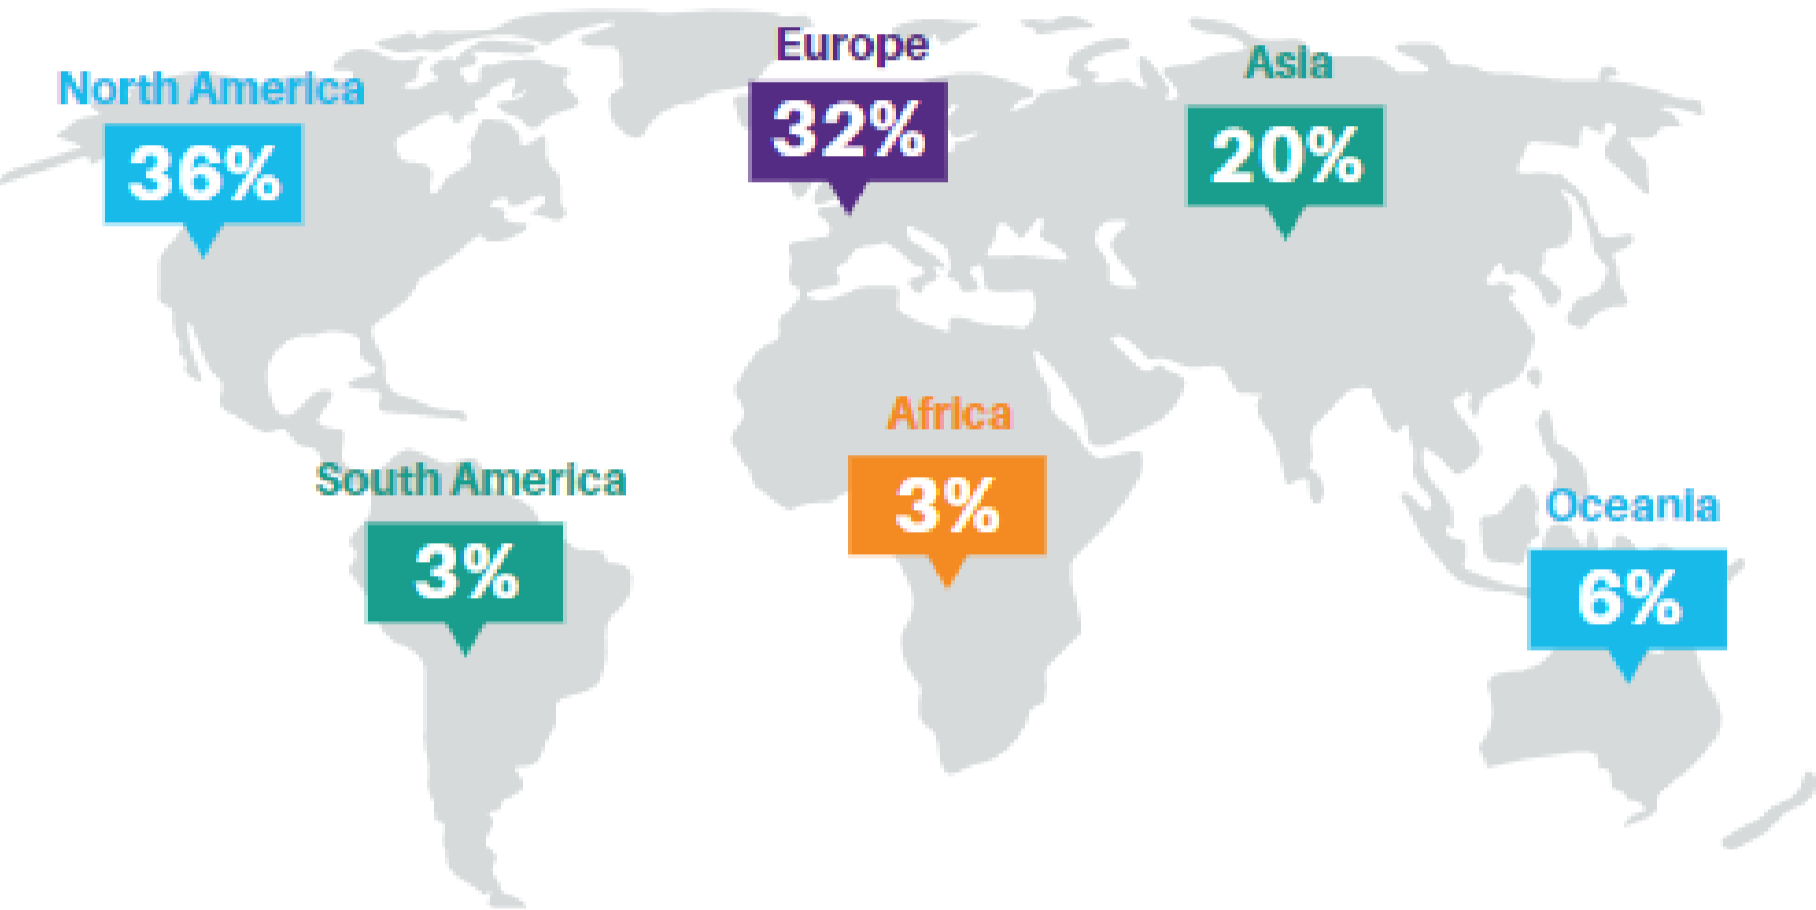 North America
36%
Europe
32%
Asia
20%
South America
3%
Africa
3%
Oceania
6%